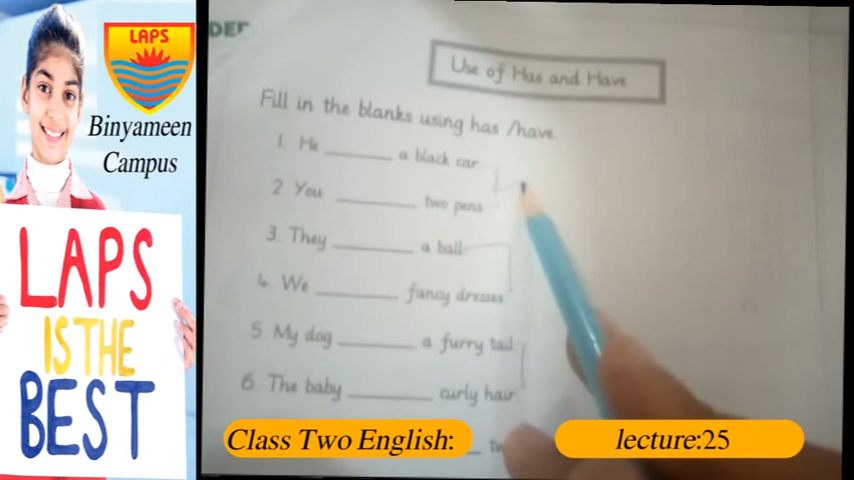 LAPS
Binyameen
Campus
LAPS
IS THE
BEST
Use of Has and Have
Fill in the blanks using has /have.
1. He ______ a black car
2. You ______ two pens
3. They ______ a ball
4. We ______ fancy dresses
5. My dog ______ a furry tail
6. The baby ______ curly hair
Class Two English:
lecture:25